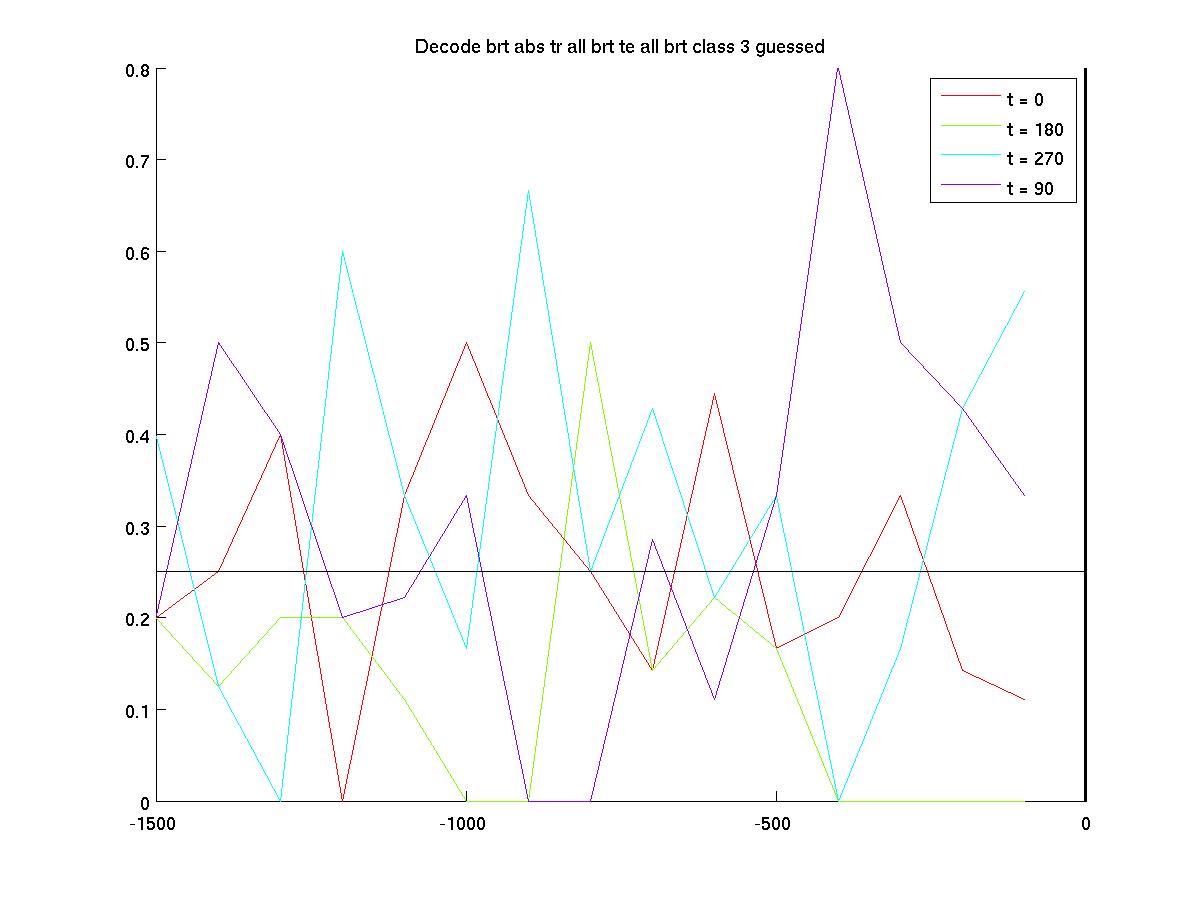 Decode brt abs tr all brt te all brt class 3 guessed
0.8
0.7
0.6
0.5
0.4
0.3
0.2
0.1
0
-1500
-1000
-500
0
t = 0
t = 180
t = 270
t = 90